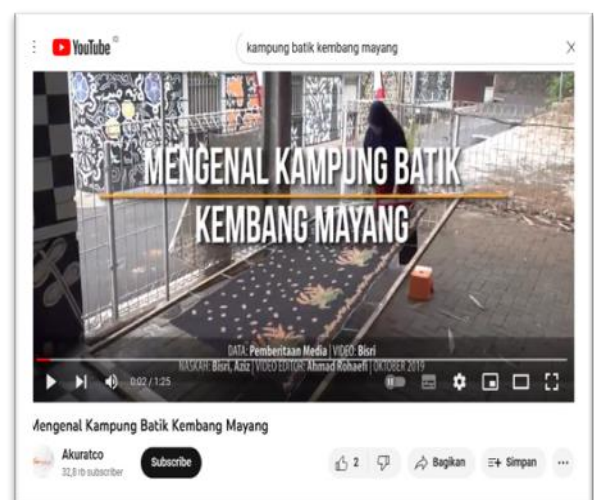 YouTube ID
kampung batik kembang mayang
MENGENAL KAMPUNG BATIK
KEMBANG MAYANG
DATA: Pemberitaan Media | VIDEO: Bisri
NASKAH: Bisri, Aziz | VIDEO EDITOR: Ahmad Rohaefi | OKTOBER 2019
0:02 / 1:25
Mengenal Kampung Batik Kembang Mayang
Akuratco
32,8 rb subscriber
Subscribe
2
Bagikan
Simpan